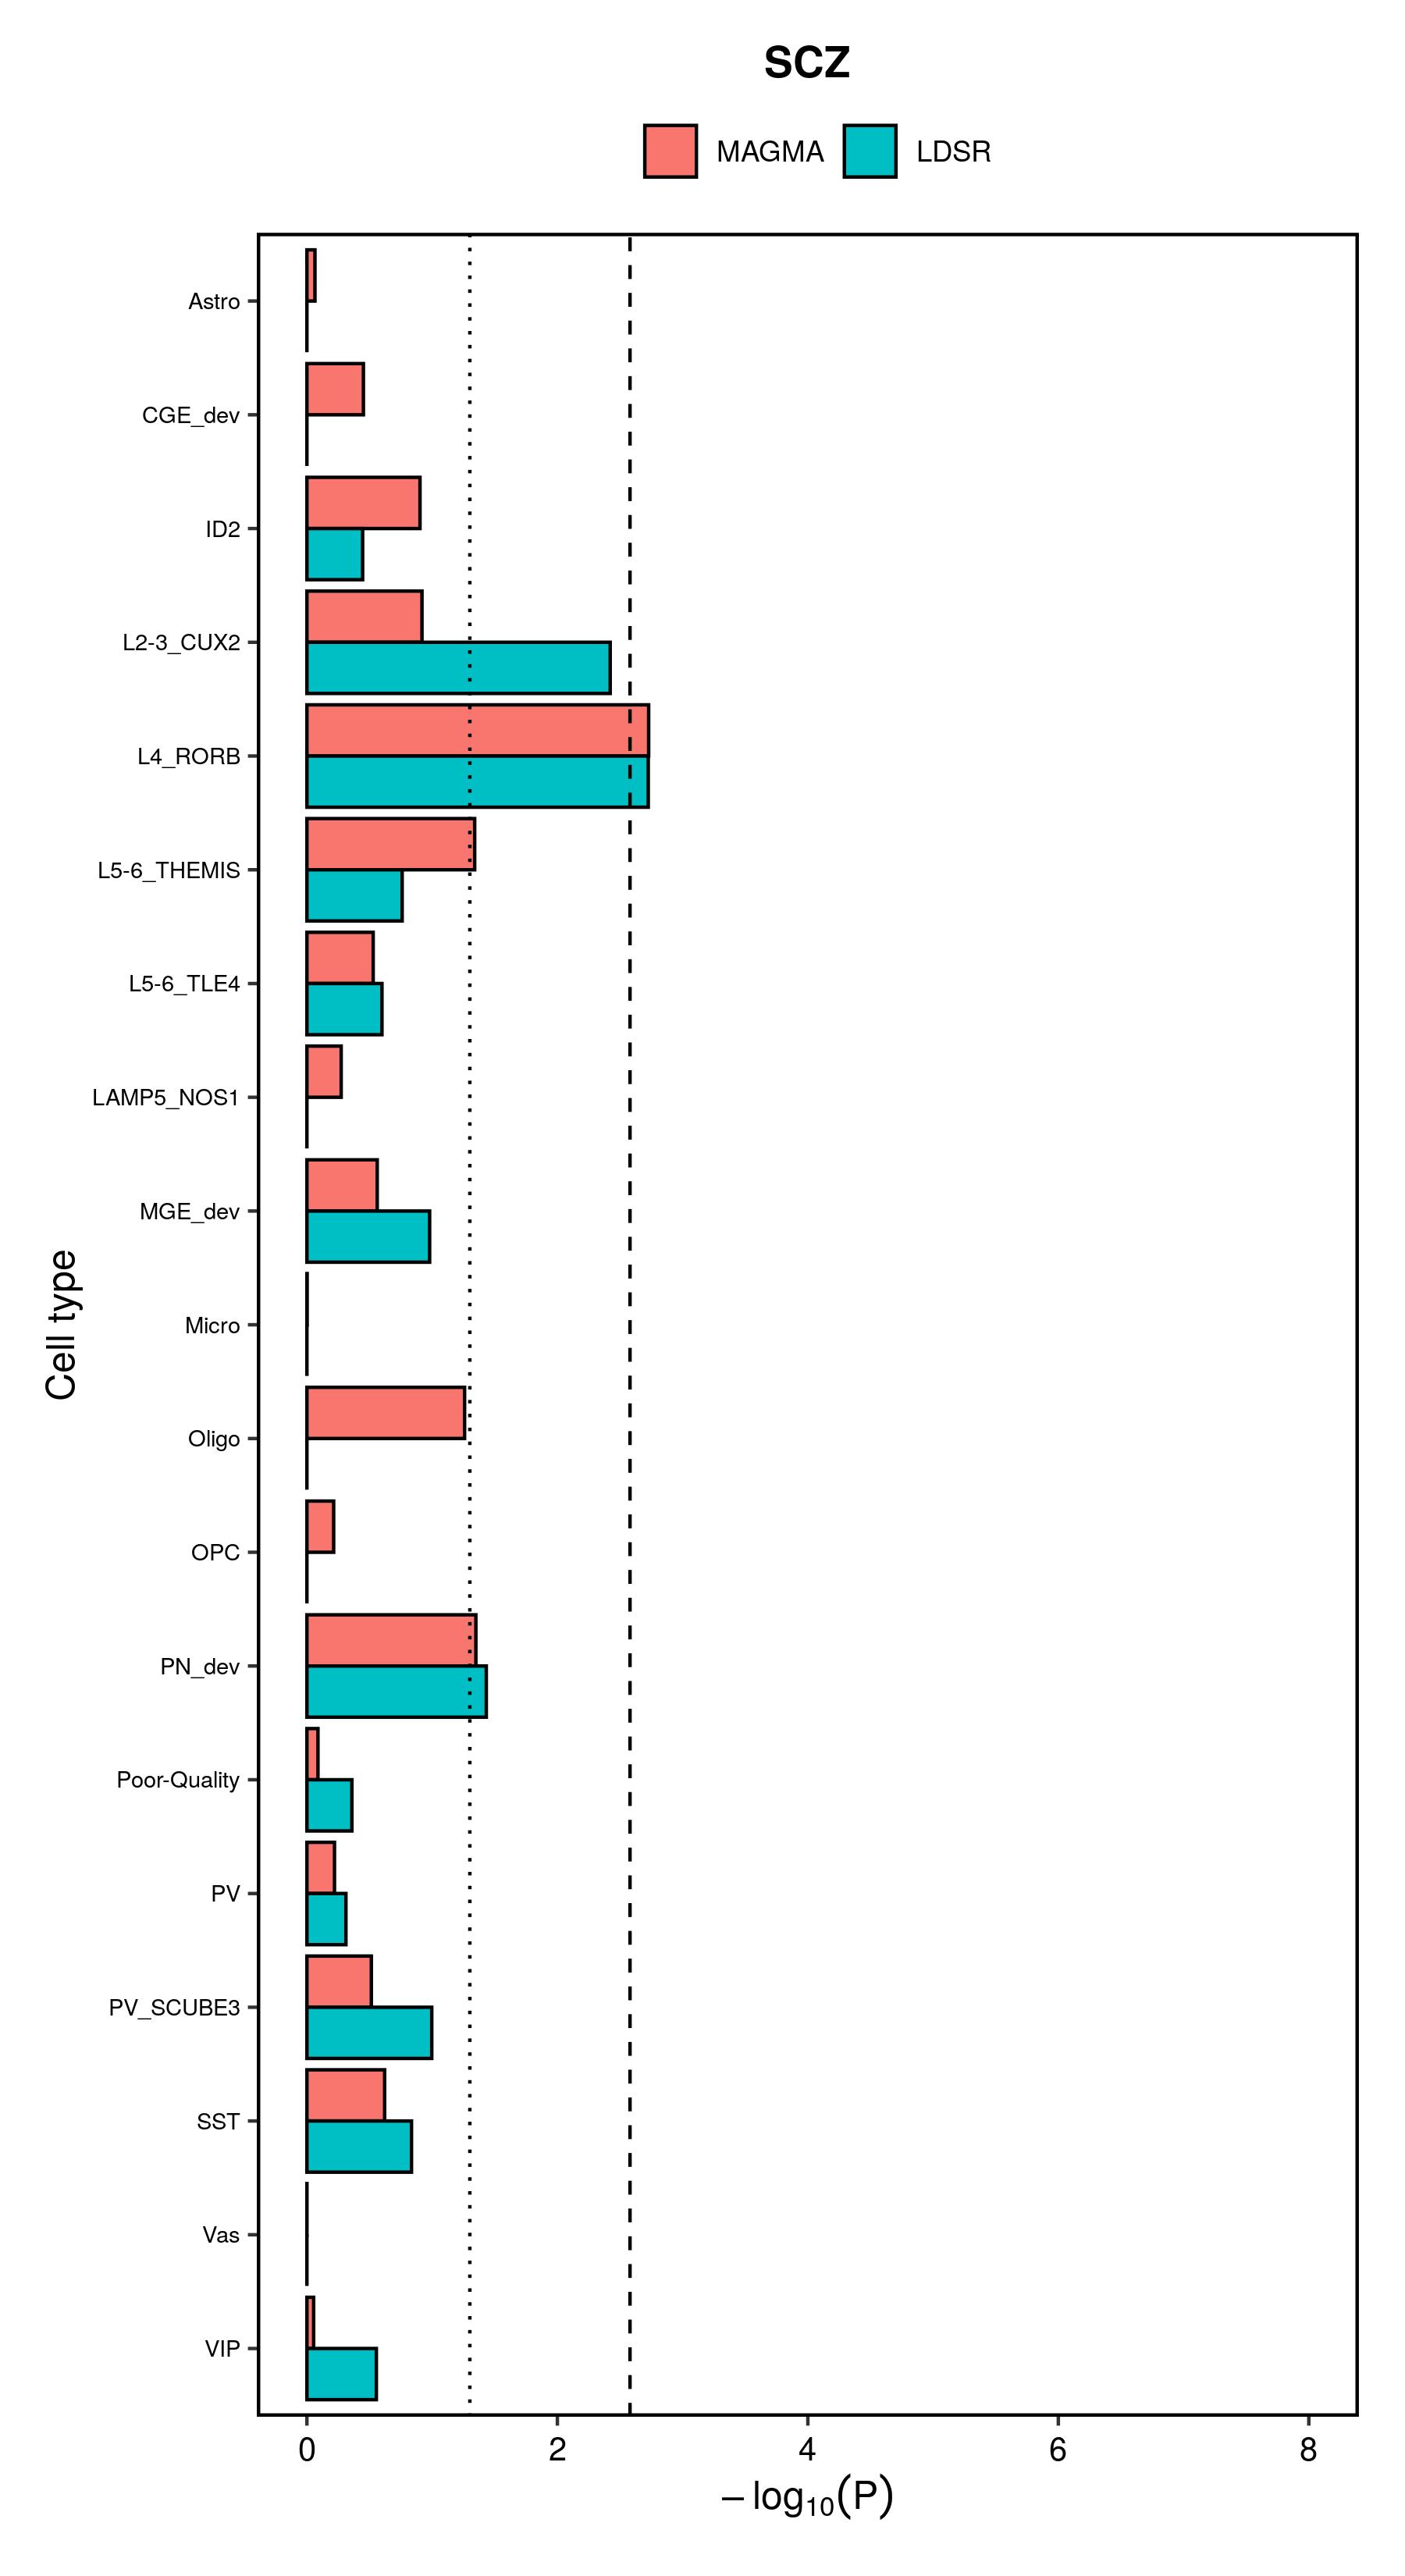 SCZ
MAGMA LDSR
Astro
CGE_dev
ID2
L2-3_CUX2
L4_RORB
L5-6_THEMIS
L5-6_TLE4
LAMP5_NOS1
MGE_dev
Micro
Oligo
OPC
PN_dev
Poor-Quality
PV
PV_SCUBE3
SST
Vas
VIP
Cell type
0 2 4 6 8
− log10(P)